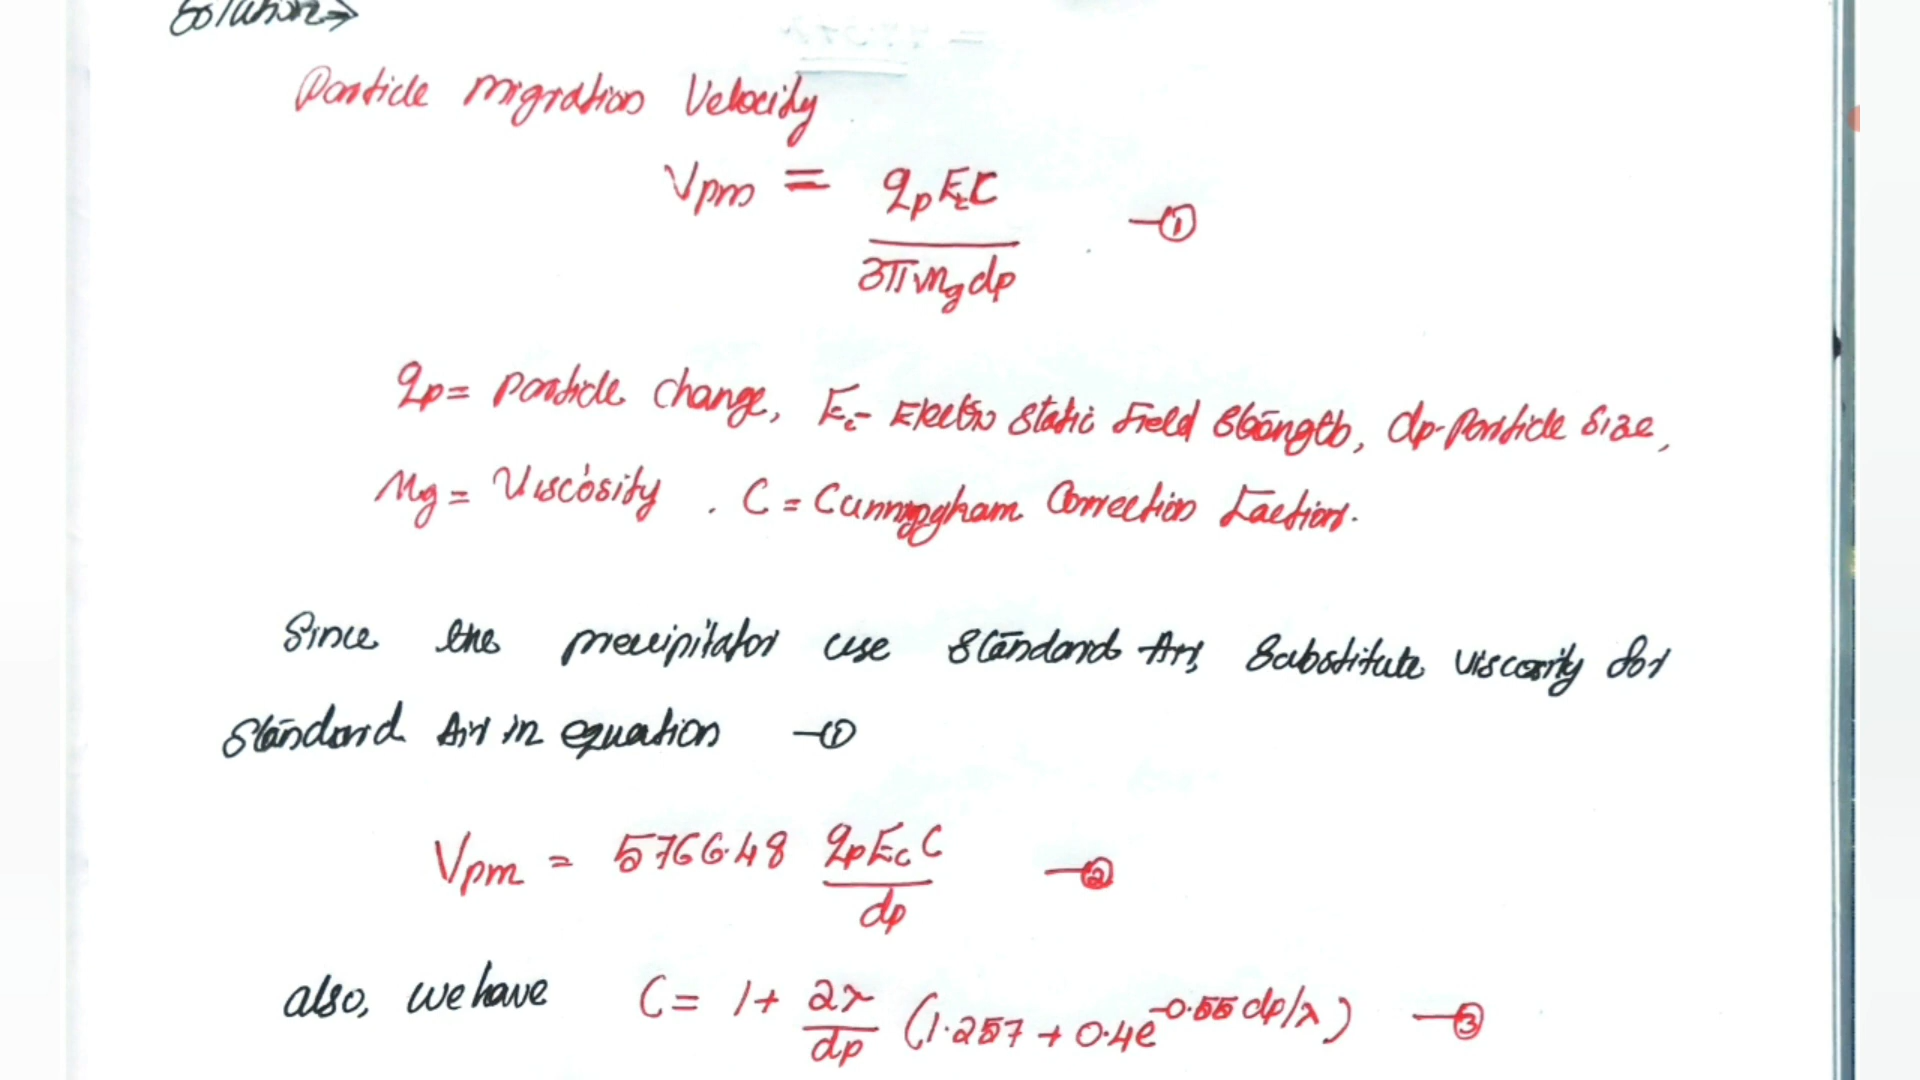 Solution→
Particle migration Velocity
Vpm = qpEcC / 3πμgdp —①
qp = particle charge, Ec - Electro static field strength, dp - Particle size,
μg = Viscosity . C = Cunningham Correction Factor.
Since the precipitator use standard Air, Substitute viscosity for
standard Air in equation —①
Vpm = 5766.48 qpEcC / dp —②
also, we have C = 1 + 2λ/dp (1.257 + 0.4e^-0.55dp/λ) —③